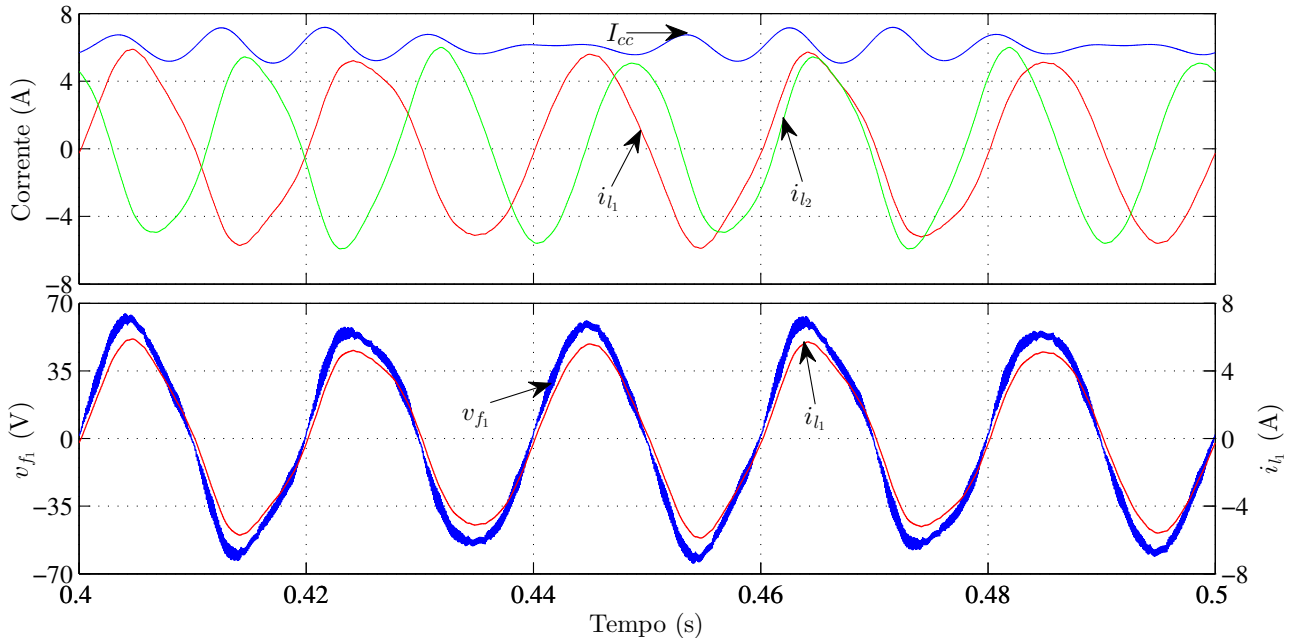 8
4
0
−4
−8
Corrente (A)
I_cc
i_l1
i_l2
70
35
0
−35
−70
v_f1 (V)
v_f1
i_l1
8
4
0
−4
−8
i_l1 (A)
0.4 0.42 0.44 0.46 0.48 0.5
Tempo (s)